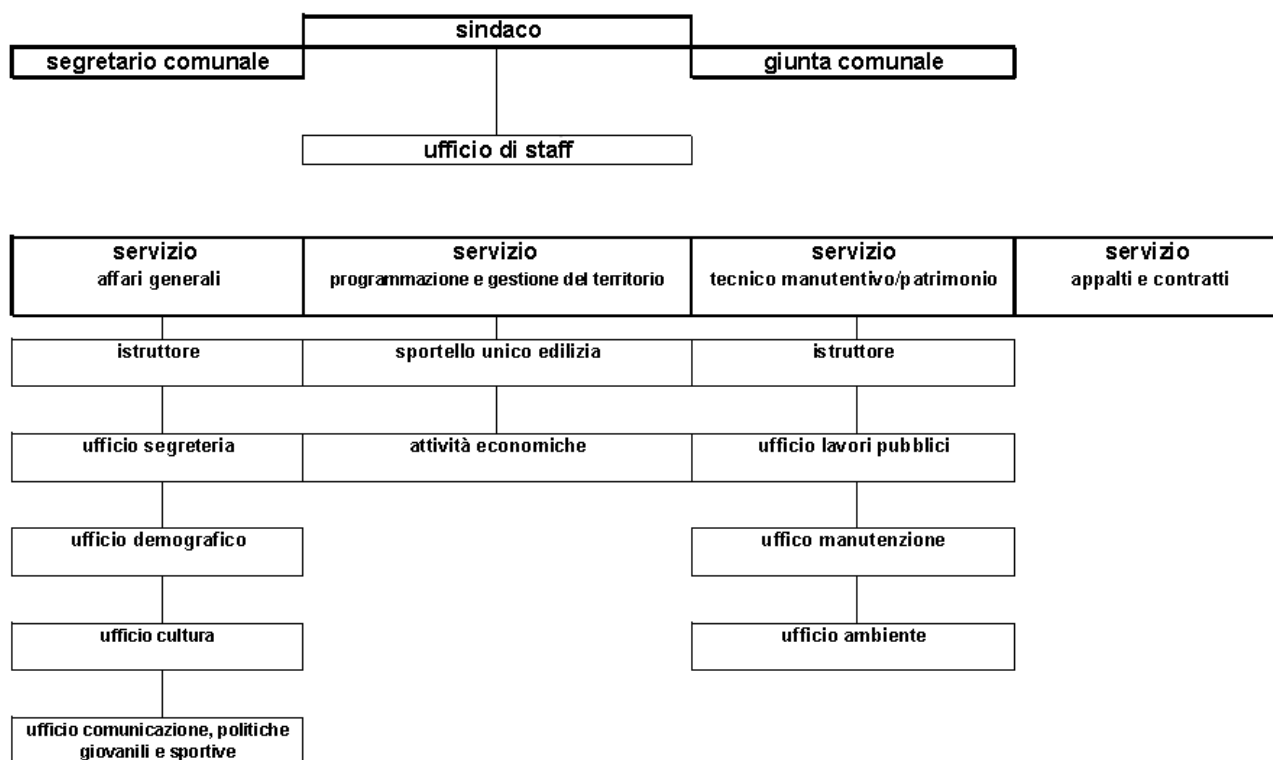 sindaco
segretario comunale
giunta comunale
ufficio di staff
servizio
affari generali
servizio
programmazione e gestione del territorio
servizio
tecnico manutentivo/patrimonio
servizio
appalti e contratti
istruttore
sportello unico edilizia
istruttore
ufficio segreteria
attività economiche
ufficio lavori pubblici
ufficio demografico
uffico manutenzione
ufficio cultura
ufficio ambiente
ufficio comunicazione, politiche
giovanili e sportive